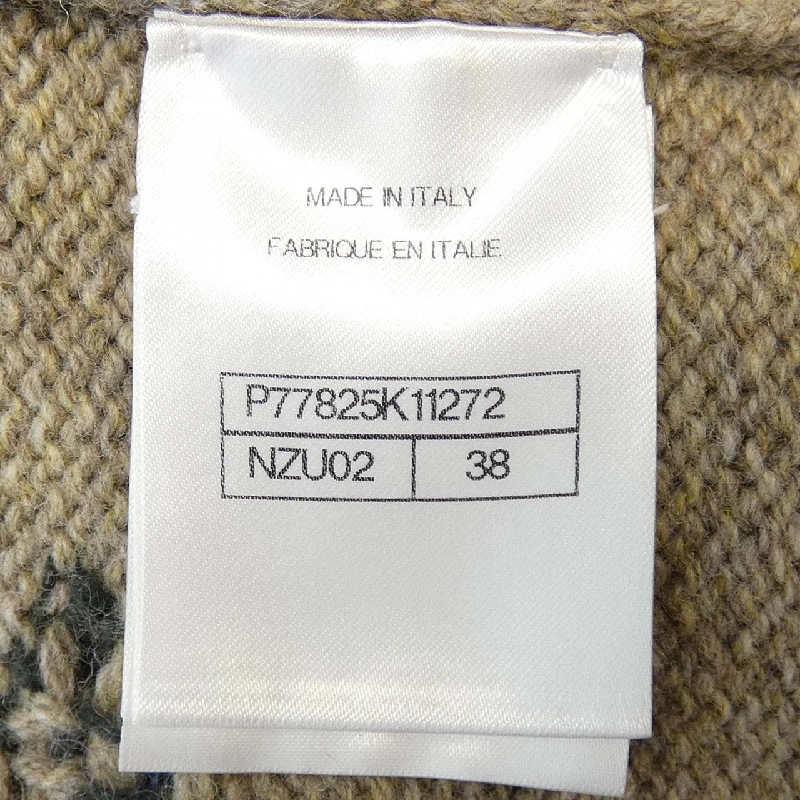 MADE IN ITALY
FABRIQUE EN ITALIE
P77825K11272
NZU02 38